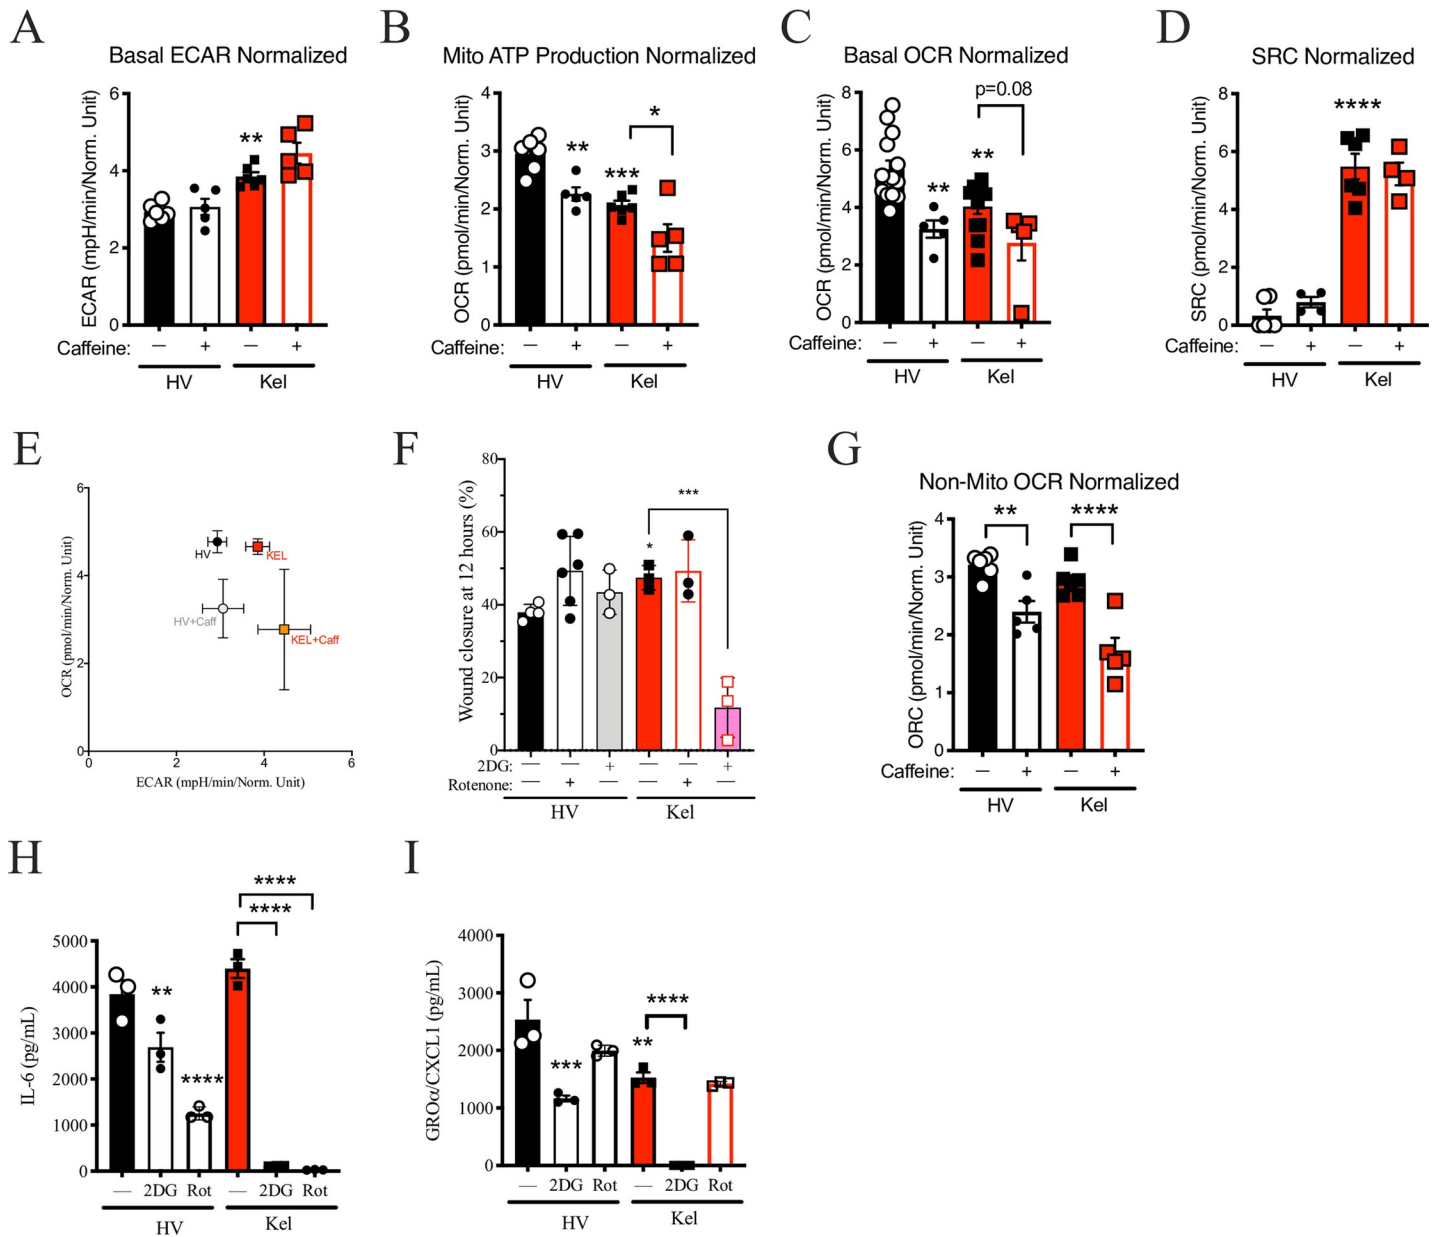 A
Basal ECAR Normalized
ECAR (mpH/min/Norm. Unit)
6
4
2
0
**
Caffeine: — + — +
HV Kel
B
Mito ATP Production Normalized
OCR (pmol/min/Norm. Unit)
4
3
2
1
0
**
***
*
Caffeine: — + — +
HV Kel
C
Basal OCR Normalized
OCR (pmol/min/Norm. Unit)
8
6
4
2
0
p=0.08
**
**
Caffeine: — + — +
HV Kel
D
SRC Normalized
SRC (pmol/min/Norm. Unit)
8
6
4
2
0
****
Caffeine: — + — +
HV Kel
E
OCR (pmol/min/Norm. Unit)
6
4
2
0
HV
KEL
HV+Caff
KEL+Caff
0 2 4 6
ECAR (mpH/min/Norm. Unit)
F
Wound closure at 12 hours (%)
80
60
40
20
0
***
*
2DG: — — + — — +
Rotenone: — + — — + —
HV Kel
G
Non-Mito OCR Normalized
ORC (pmol/min/Norm. Unit)
4
3
2
1
0
**
****
Caffeine: — + — +
HV Kel
H
IL-6 (pg/mL)
5000
4000
3000
2000
1000
0
****
****
**
****
— 2DG Rot — 2DG Rot
HV Kel
I
GROα/CXCL1 (pg/mL)
4000
3000
2000
1000
0
****
**
***
— 2DG Rot — 2DG Rot
HV Kel